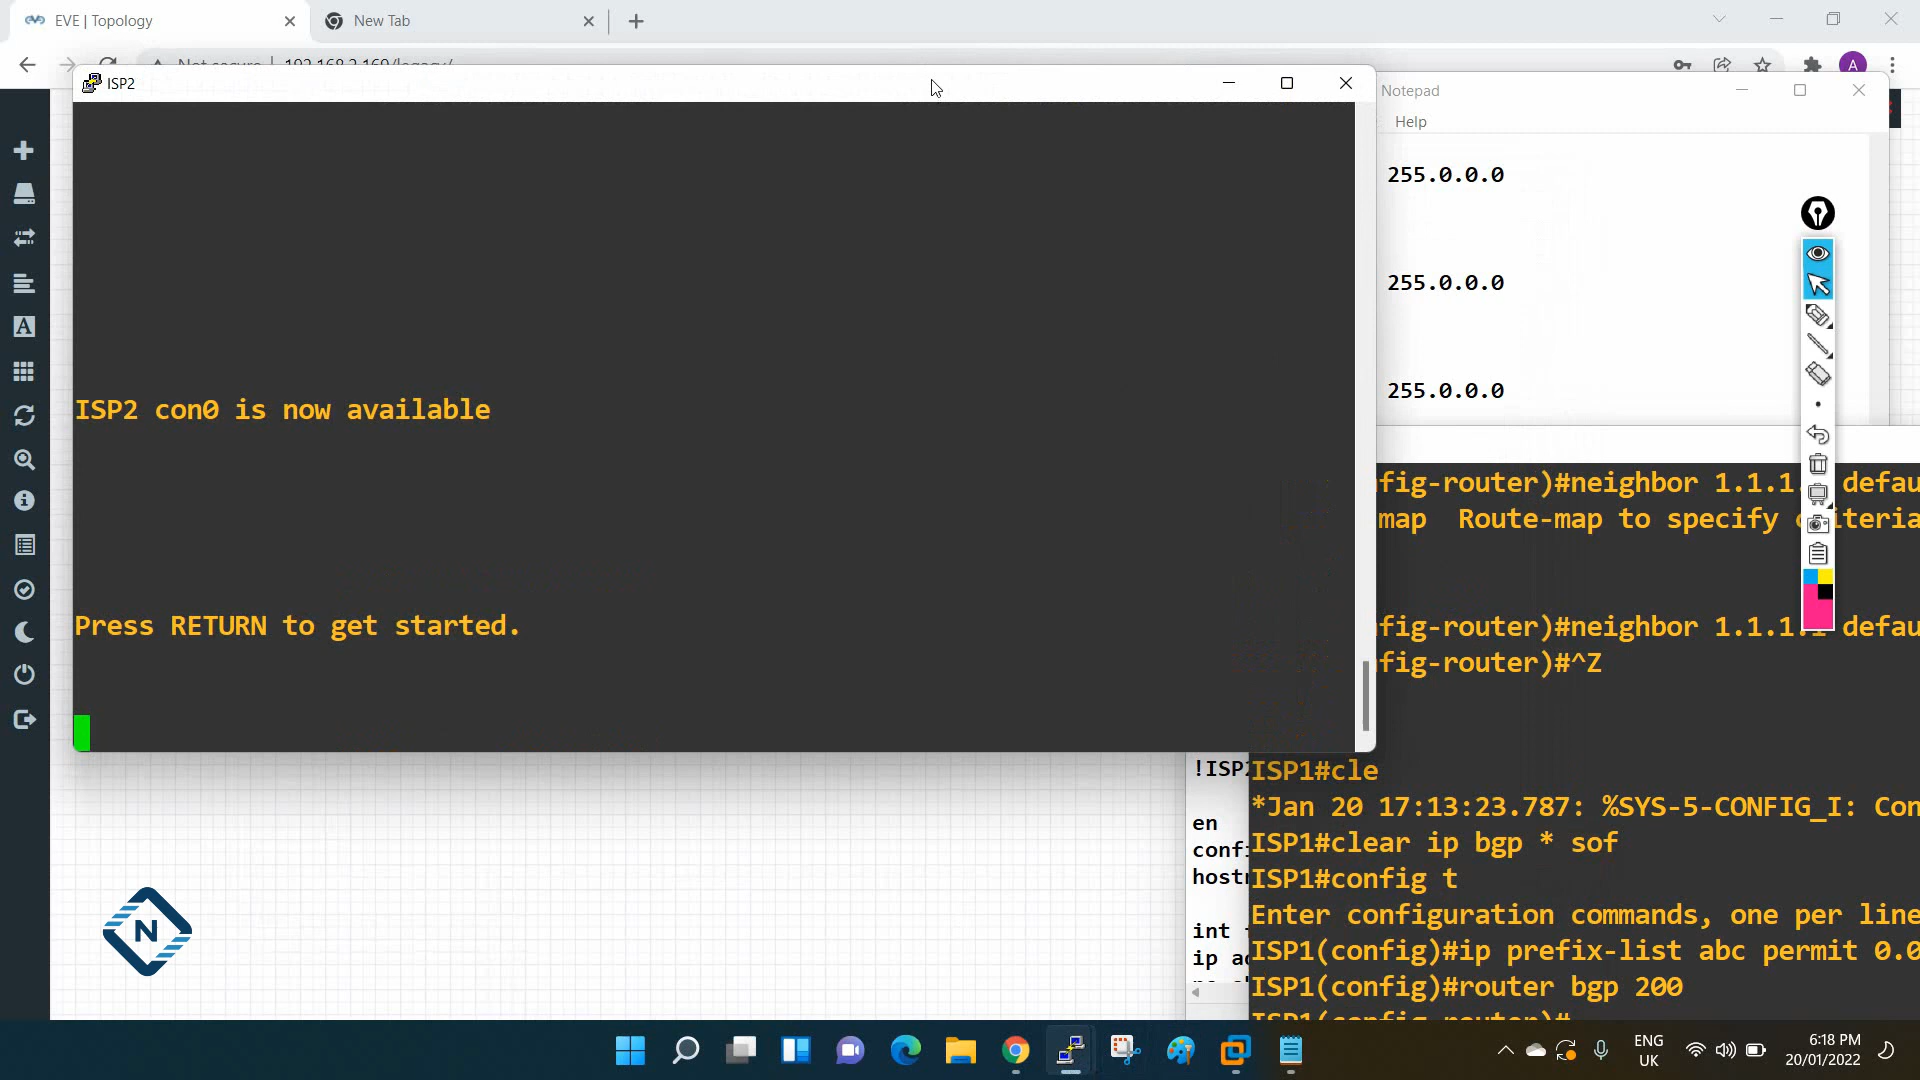 EVE | Topology
New Tab
ISP2
Notepad
Help
255.0.0.0
255.0.0.0
255.0.0.0
ISP2 con0 is now available
Press RETURN to get started.
fig-router)#neighbor 1.1.1. defau
map Route-map to specify
fig-router)#neighbor 1.1.1.1 defau
fig-router)#^Z
!ISP2
en
conf
host
int
ip
ISP1#cle
*Jan 20 17:13:23.787: %SYS-5-CONFIG_I: Con
ISP1#clear ip bgp * sof
ISP1#config t
Enter configuration commands, one per line
ISP1(config)#ip prefix-list abc permit 0.0
ISP1(config)#router bgp 200
N
A
ENG
UK
6:18 PM
20/01/2022